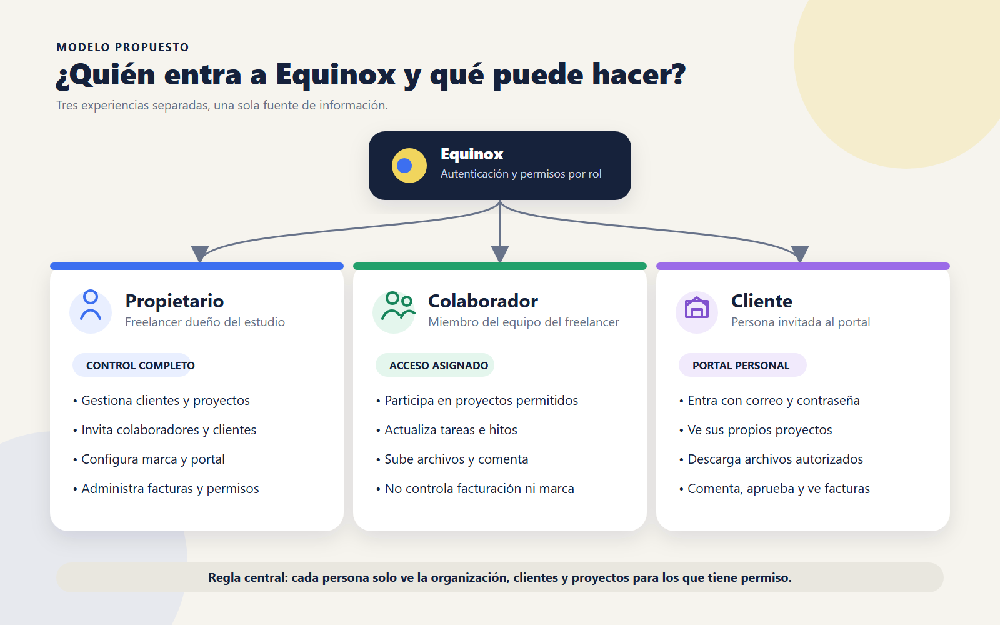 MODELO PROPUESTO
¿Quién entra a Equinox y qué puede hacer?
Tres experiencias separadas, una sola fuente de información.
Equinox
Autenticación y permisos por rol
Propietario
Freelancer dueño del estudio
CONTROL COMPLETO
• Gestiona clientes y proyectos
• Invita colaboradores y clientes
• Configura marca y portal
• Administra facturas y permisos
Colaborador
Miembro del equipo del freelancer
ACCESO ASIGNADO
• Participa en proyectos permitidos
• Actualiza tareas e hitos
• Sube archivos y comenta
• No controla facturación ni marca
Cliente
Persona invitada al portal
PORTAL PERSONAL
• Entra con correo y contraseña
• Ve sus propios proyectos
• Descarga archivos autorizados
• Comenta, aprueba y ve facturas
Regla central: cada persona solo ve la organización, clientes y proyectos para los que tiene permiso.